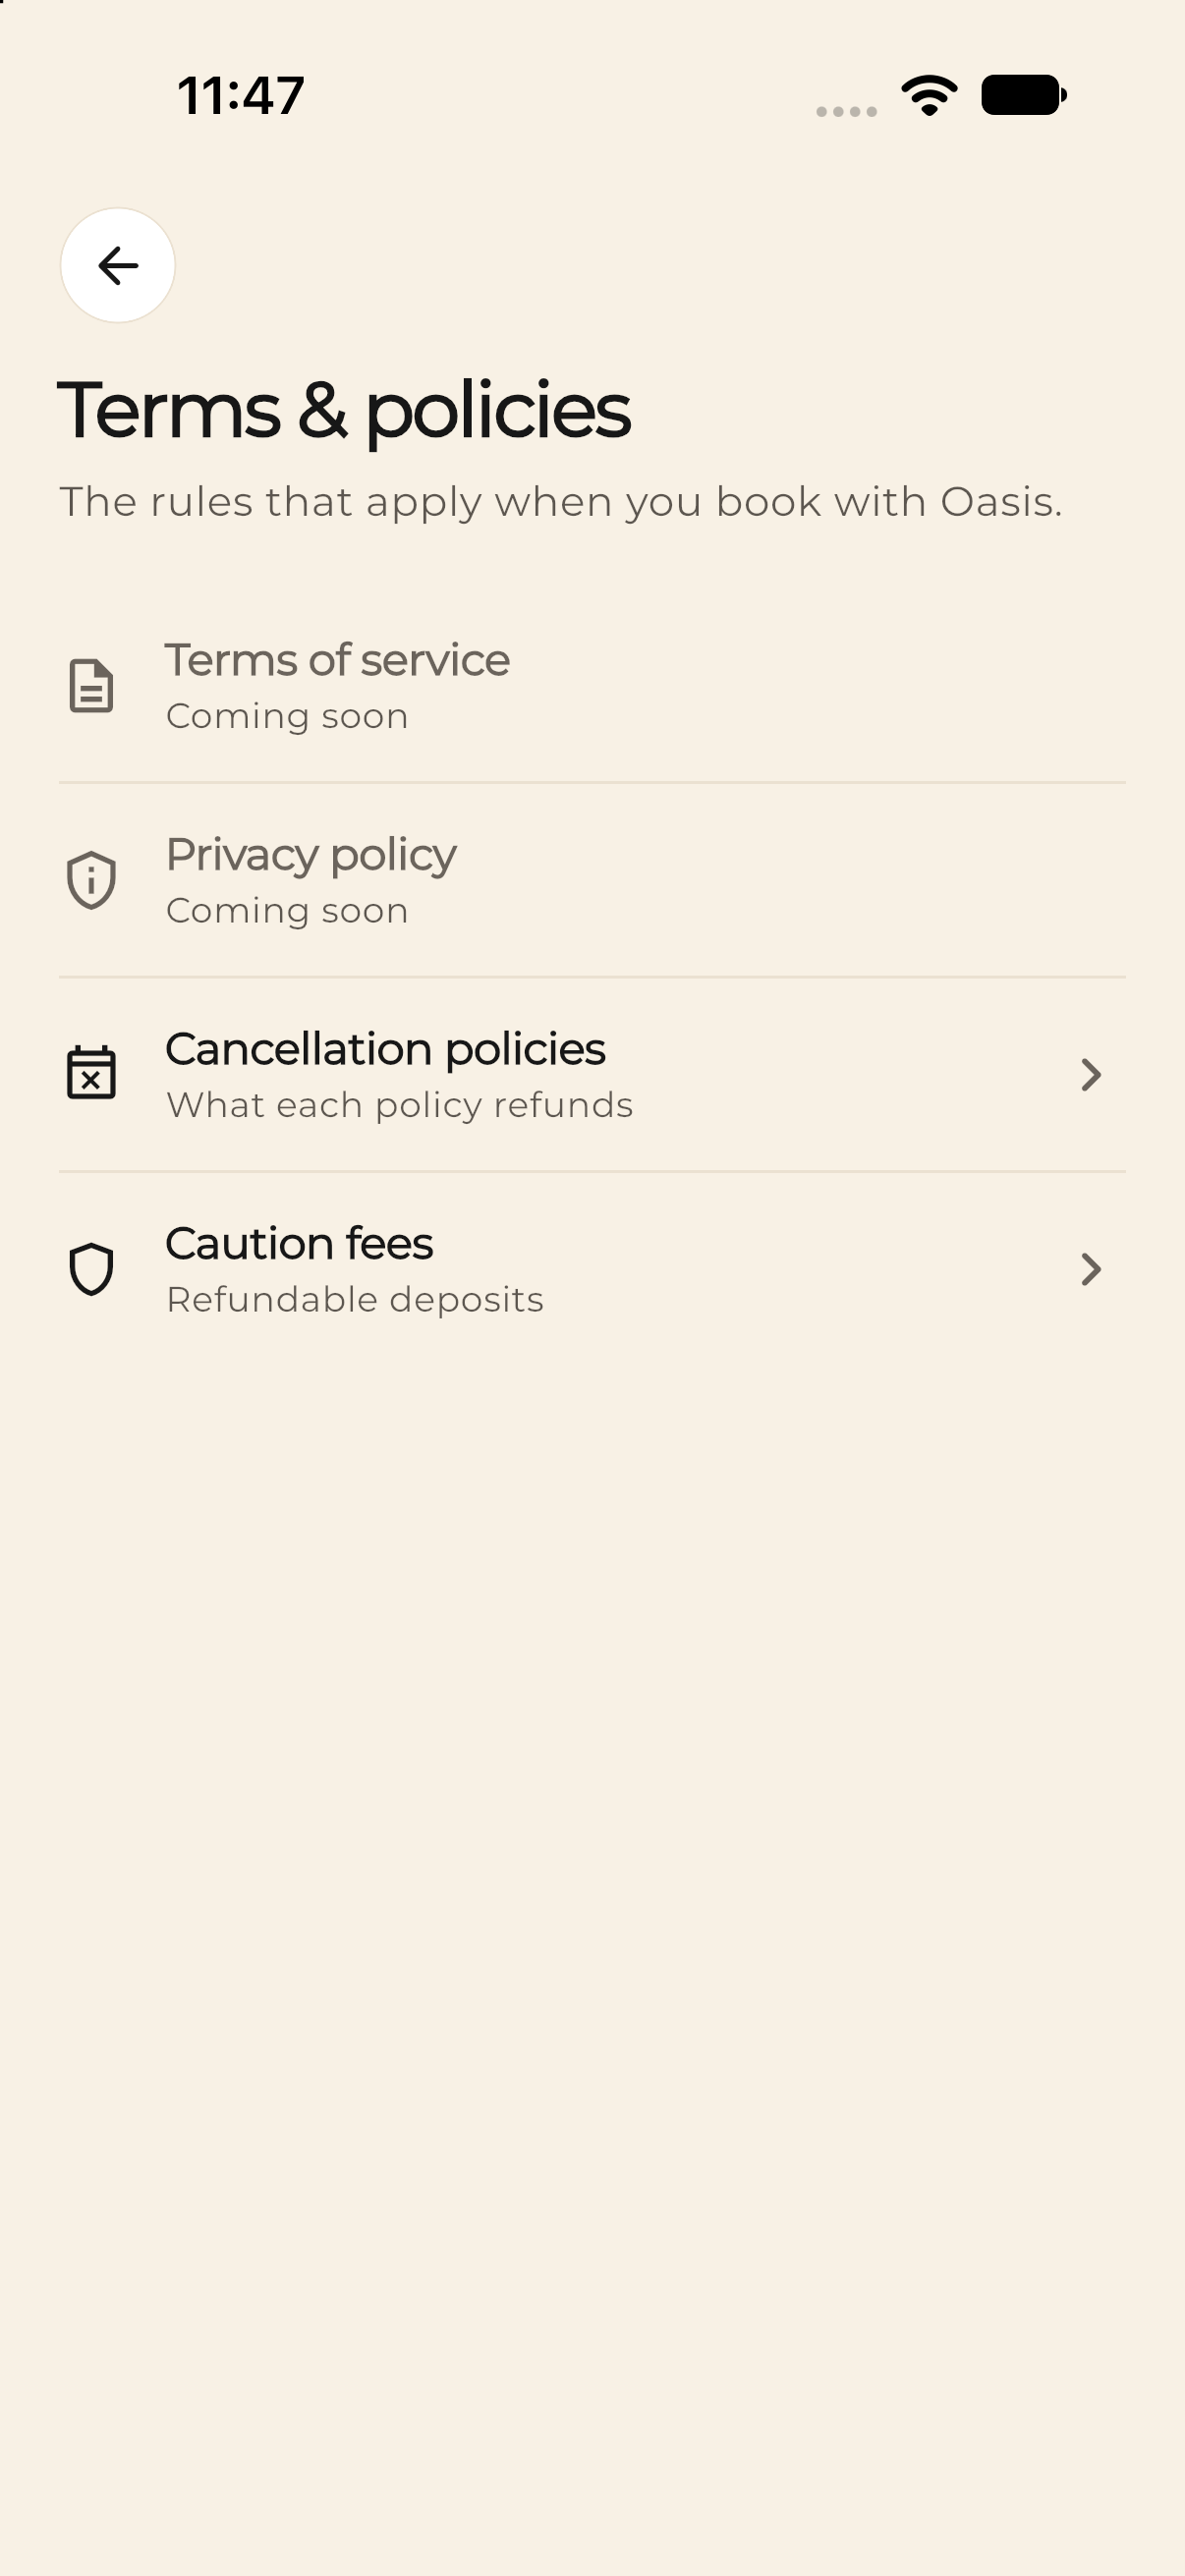 11:47
Terms & policies
The rules that apply when you book with Oasis.
Terms of service
Coming soon
Privacy policy
Coming soon
Cancellation policies
What each policy refunds
Caution fees
Refundable deposits